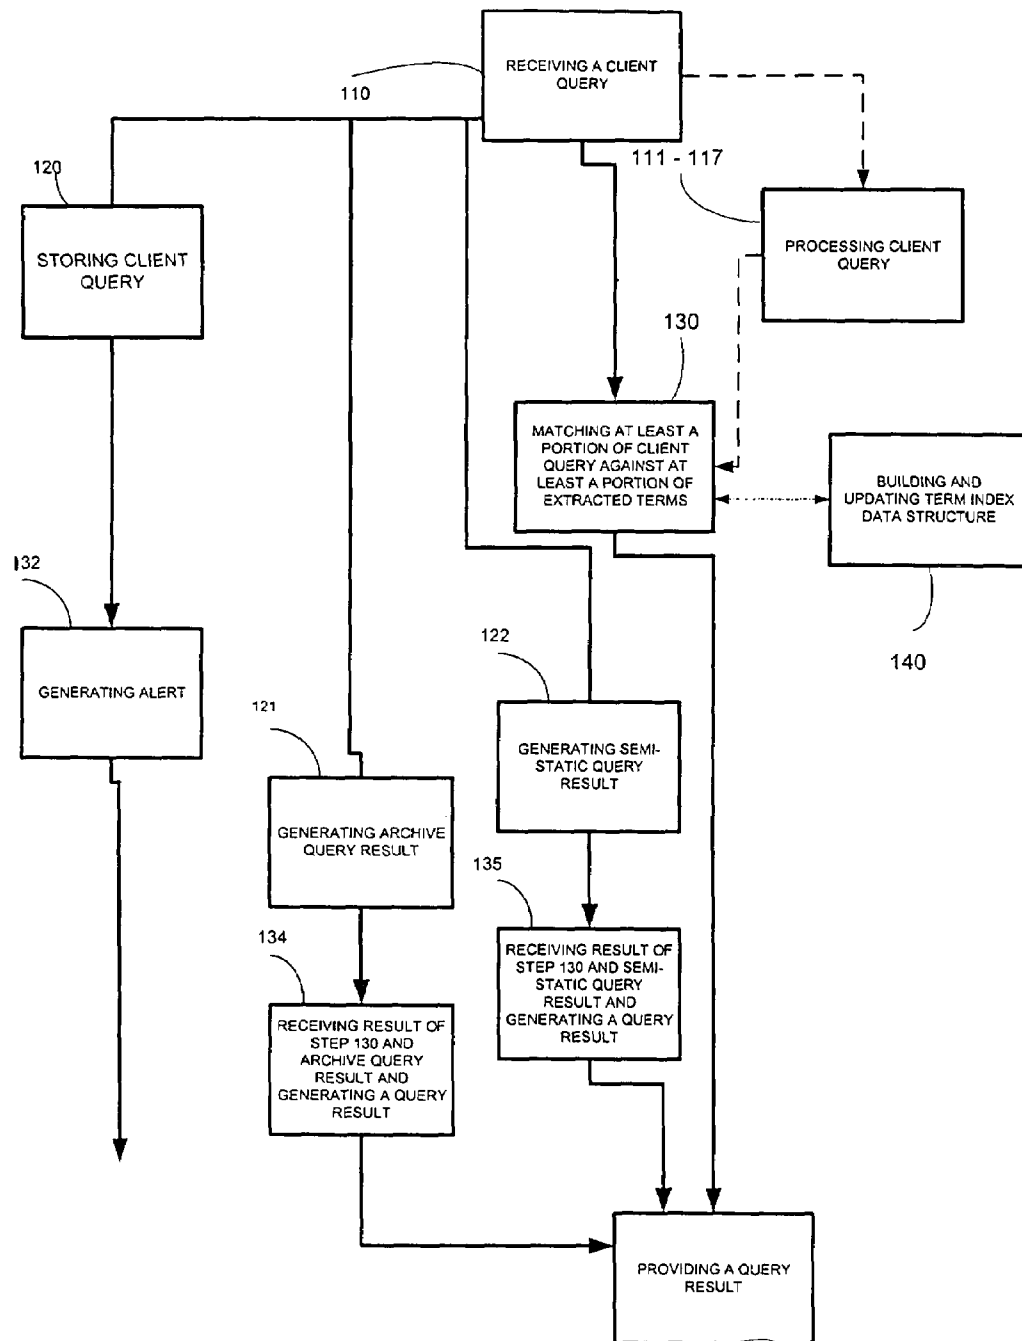 RECEIVING A CLIENT
QUERY
110
111 - 117
120
STORING CLIENT
QUERY
PROCESSING CLIENT
QUERY
130
MATCHING AT LEAST A
PORTION OF CLIENT
QUERY AGAINST AT
LEAST A PORTION OF
EXTRACTED TERMS
BUILDING AND
UPDATING TERM INDEX
DATA STRUCTURE
132
GENERATING ALERT
122
140
121
GENERATING SEMI-
STATIC QUERY
RESULT
GENERATING ARCHIVE
QUERY RESULT
135
134
RECEIVING RESULT OF
STEP 130 AND SEMI-
STATIC QUERY
RESULT AND
GENERATING A QUERY
RESULT
RECEIVING RESULT OF
STEP 130 AND
ARCHIVE QUERY
RESULT AND
GENERATING A QUERY
RESULT
PROVIDING A QUERY
RESULT